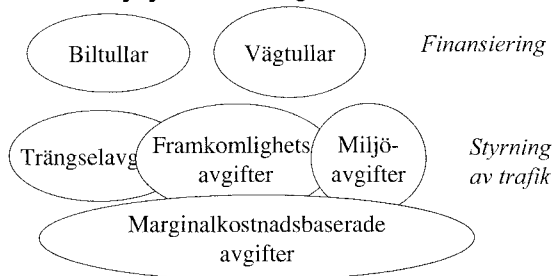 Biltullar
Vägtullar
Finansiering
Trängselavg
Framkomlighets
avgifter
Miljö-
avgifter
Styrning
av trafik
Marginalkostnadsbaserade
avgifter